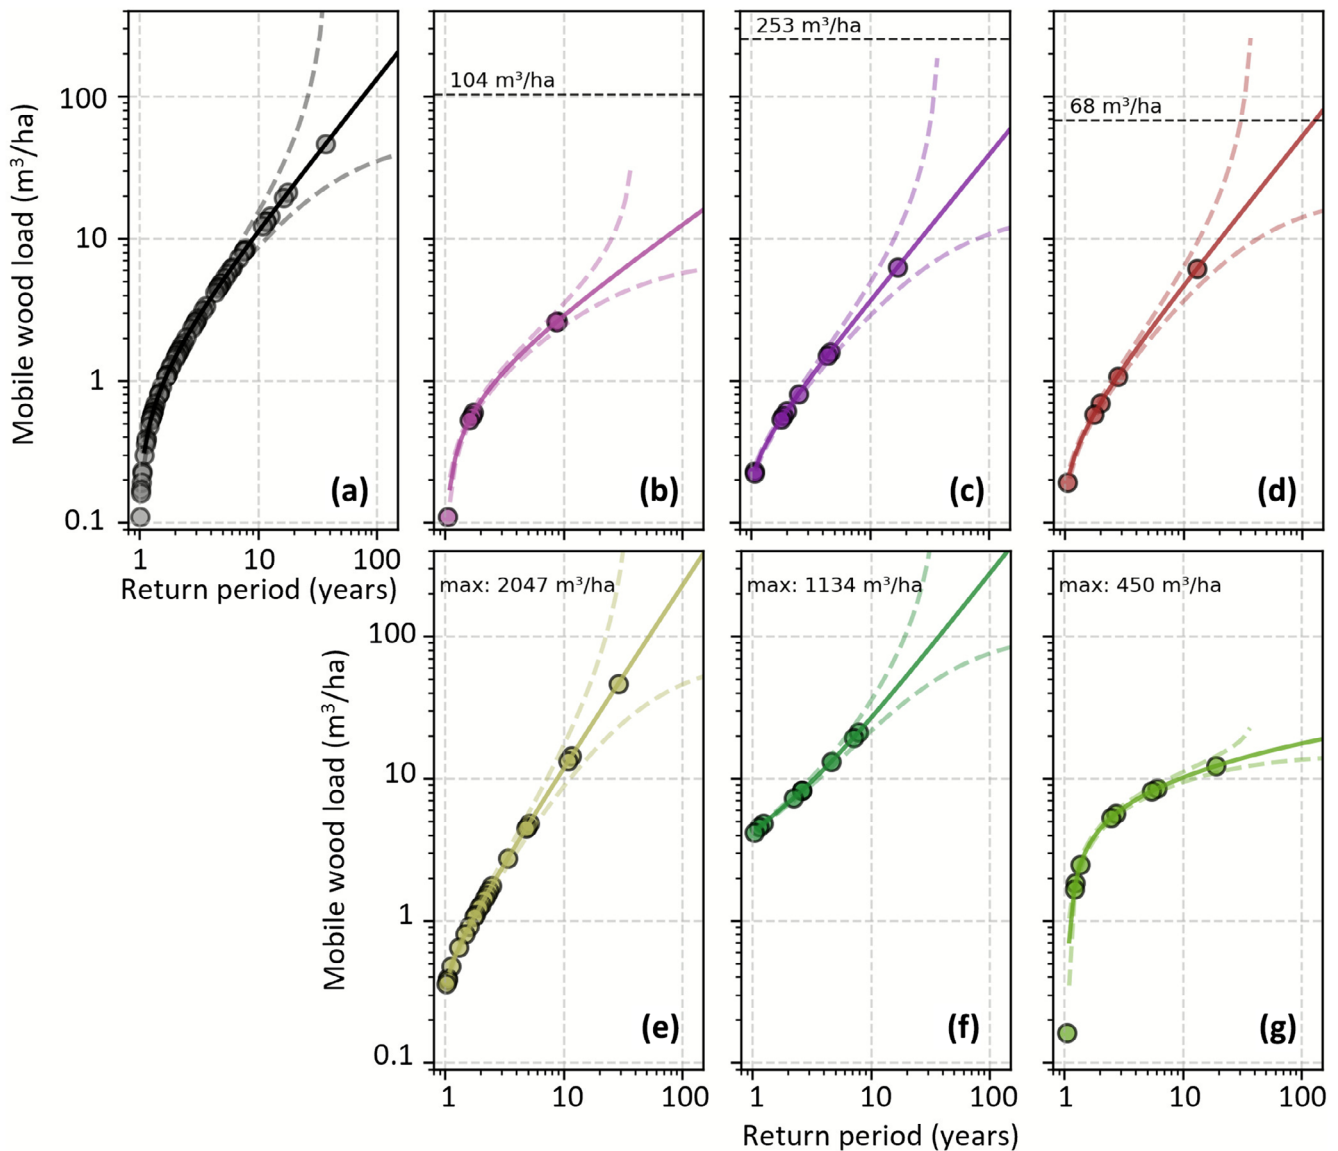 104 m³/ha
253 m³/ha
68 m³/ha
Mobile wood load (m³/ha)
100
10
1
0.1
(a)
(b)
(c)
(d)
1 10 100
Return period (years)
max: 2047 m³/ha
max: 1134 m³/ha
max: 450 m³/ha
Mobile wood load (m³/ha)
100
10
1
0.1
(e)
(f)
(g)
1 10 100
1 10 100
1 10 100
Return period (years)